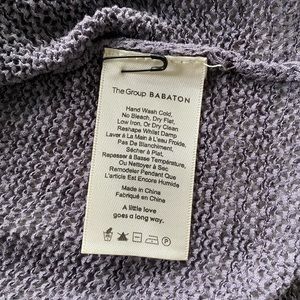 The Group BABATON
Hand Wash Cold,
No Bleach, Dry Flat,
Low Iron, Or Dry Clean
Reshape Whilst Damp
Laver À La Main À L'eau Froide,
Pas De Blanchiment,
Sécher à Plat,
Repasser à Basse Température,
Ou Nettoyer à Sec
Remodeler Pendant Que
L'article Est Encore Humide
Made in China
Fabriqué en China
A little love
goes a long way.